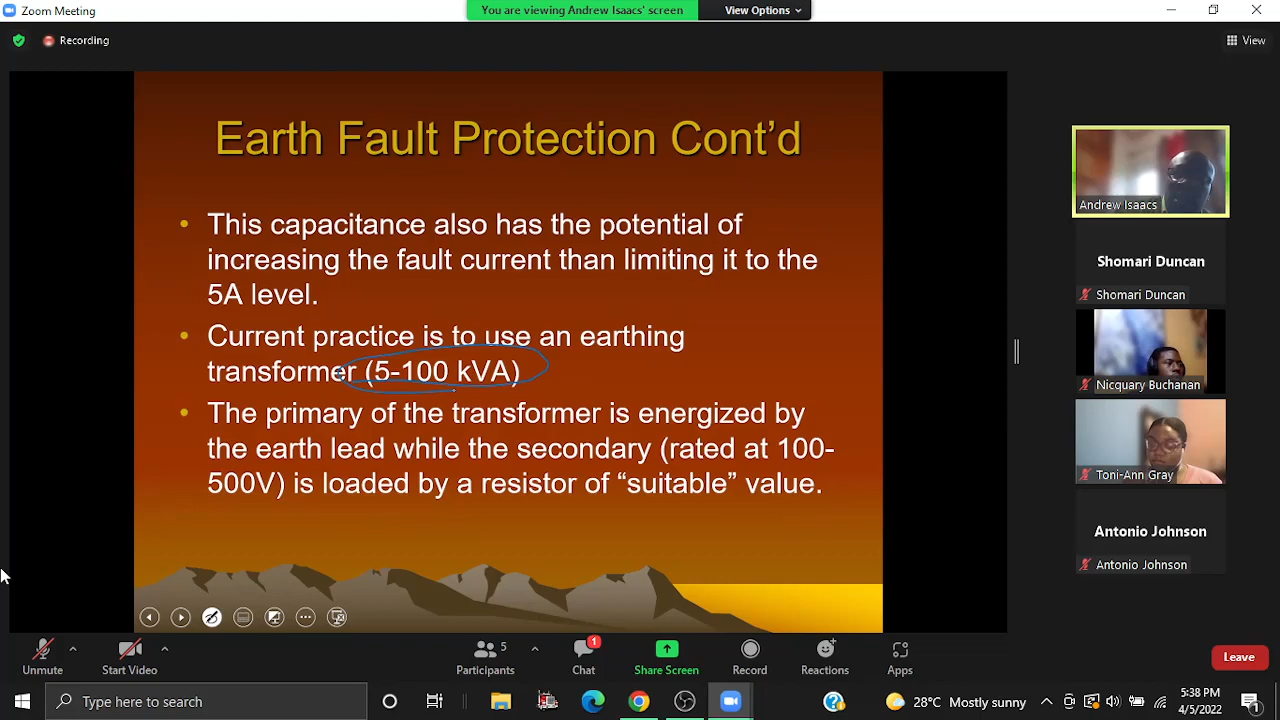 Zoom Meeting
You are viewing Andrew Isaacs' screen
View Options
Recording
View
Earth Fault Protection Cont'd
• This capacitance also has the potential of
increasing the fault current than limiting it to the
5A level.
• Current practice is to use an earthing
transformer (5-100 kVA)
• The primary of the transformer is energized by
the earth lead while the secondary (rated at 100-
500V) is loaded by a resistor of “suitable” value.
Andrew Isaacs
Shomari Duncan
Shomari Duncan
Nicquary Buchanan
Toni-Ann Gray
Antonio Johnson
Antonio Johnson
Unmute
Start Video
Participants
5
Chat
1
Share Screen
Record
Reactions
Apps
Leave
Type here to search
28°C Mostly sunny
5:38 PM
4/5/2022
1